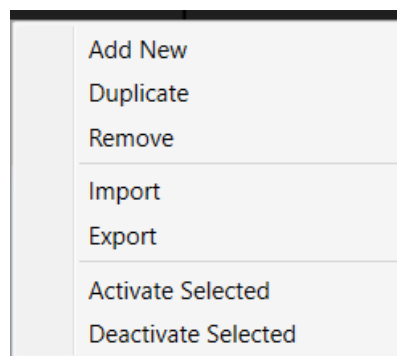 Add New
Duplicate
Remove
Import
Export
Activate Selected
Deactivate Selected